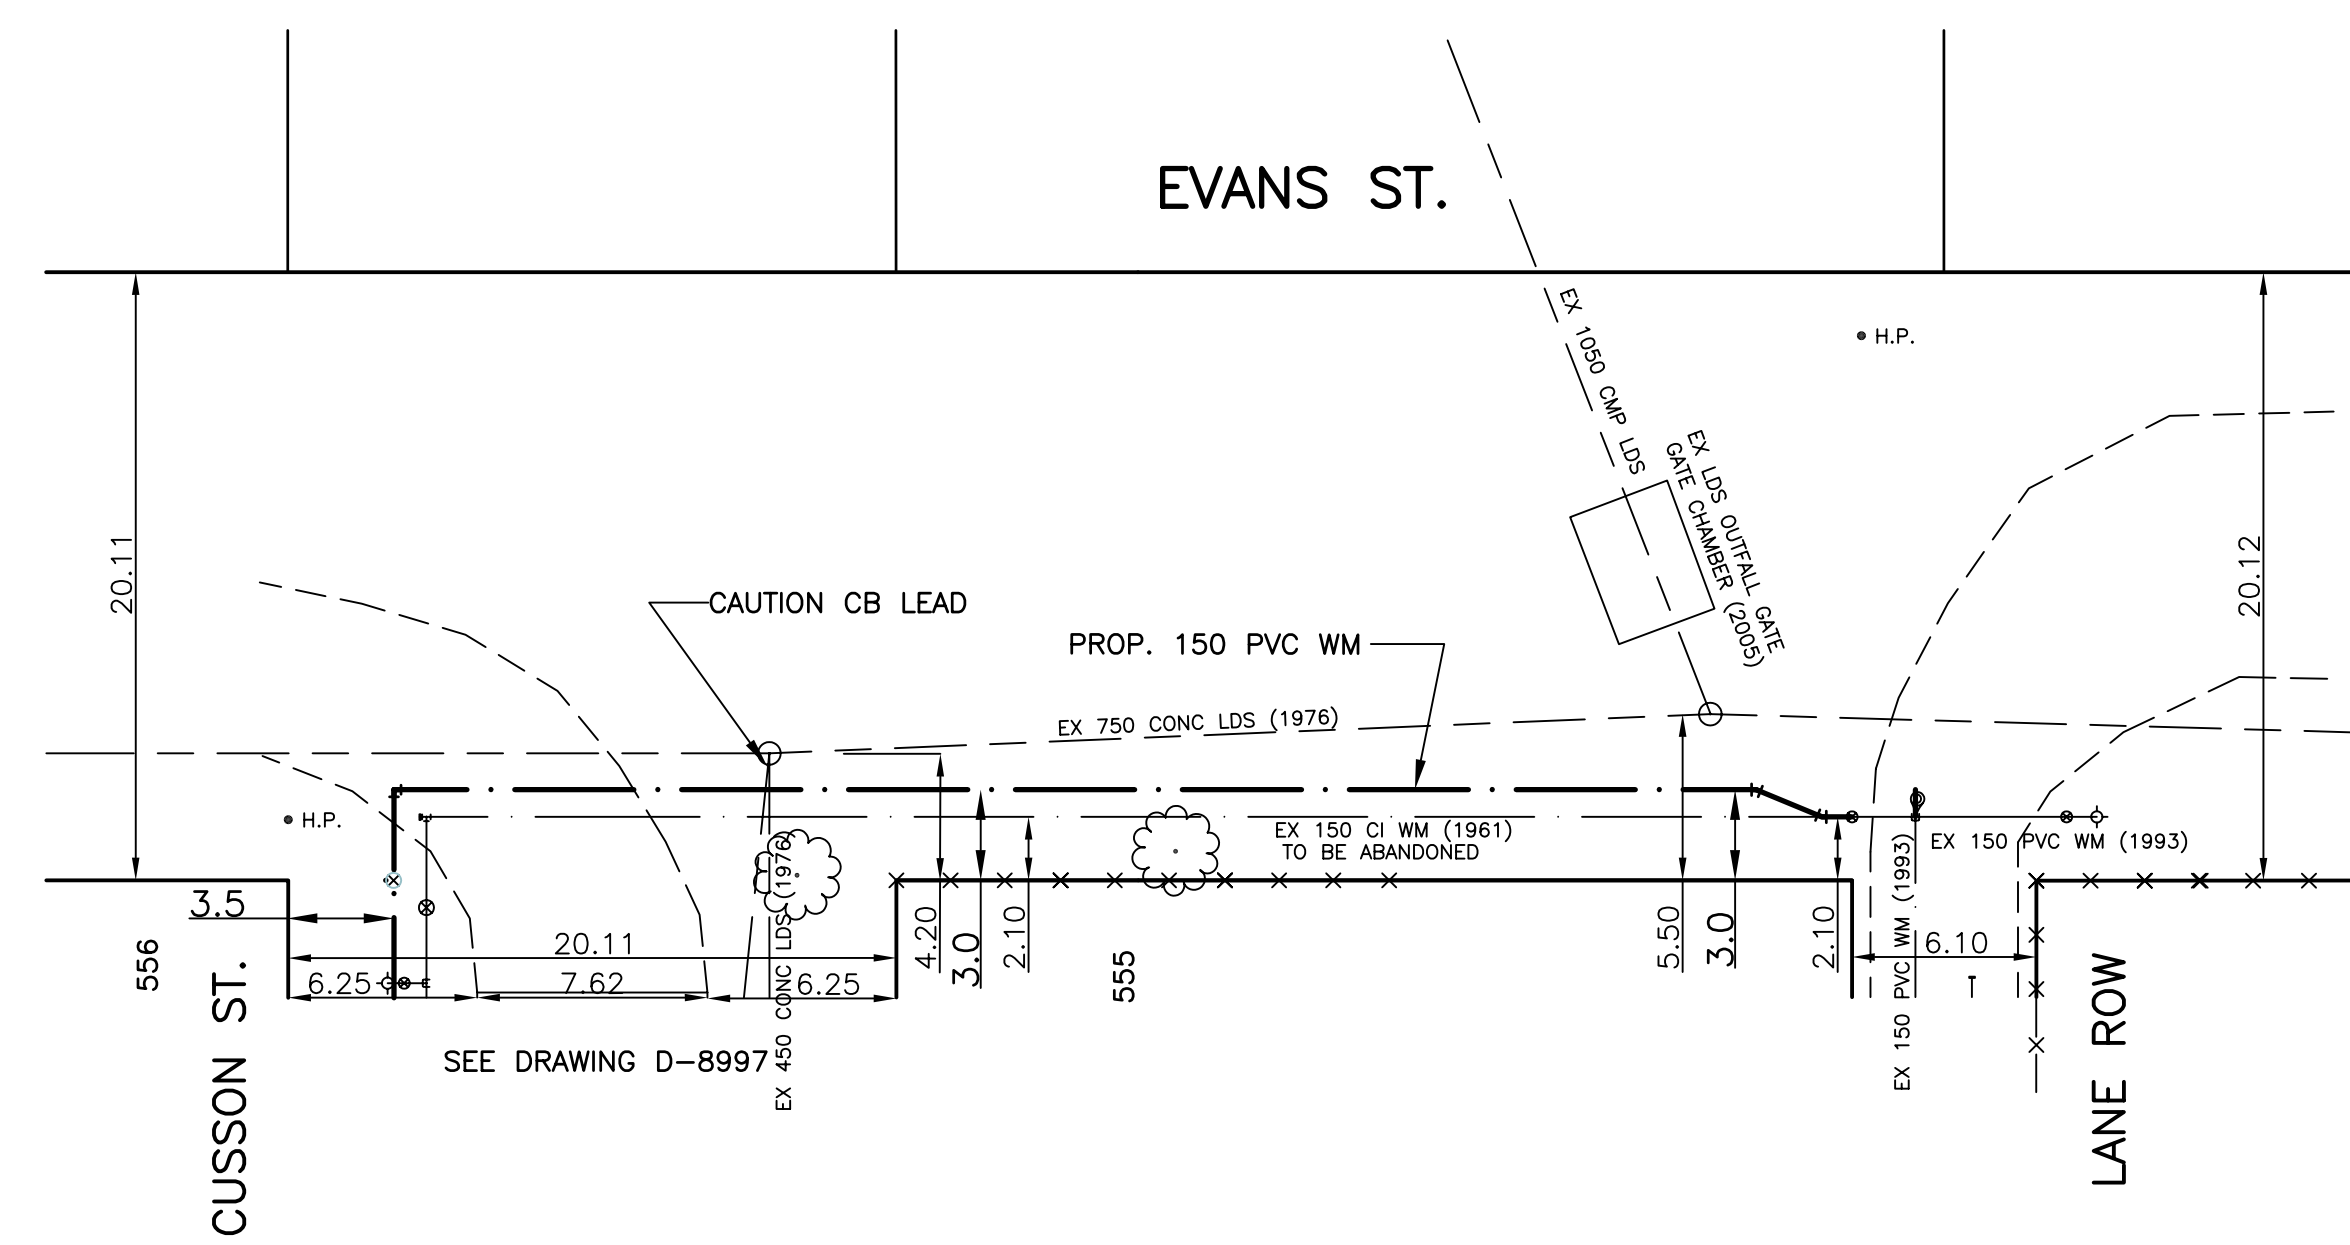 EVANS ST.
H.P.
EX 1050 CMP LDS
EX LDS OUTFALL GATE
GATE CHAMBER (2005)
20.11
20.12
CAUTION CB LEAD
PROP. 150 PVC WM
EX 750 CONC LDS (1976)
H.P.
EX 150 CI WM (1961)
TO BE ABANDONED
EX 150 PVC WM (1993)
3.5
556
20.11
6.25
7.62
6.25
4.20
3.0
2.10
555
5.50
3.0
2.10
6.10
EX 450 CONC LDS (1976)
EX 150 PVC WM (1993)
SEE DRAWING D-8997
CUSSON ST.
LANE ROW